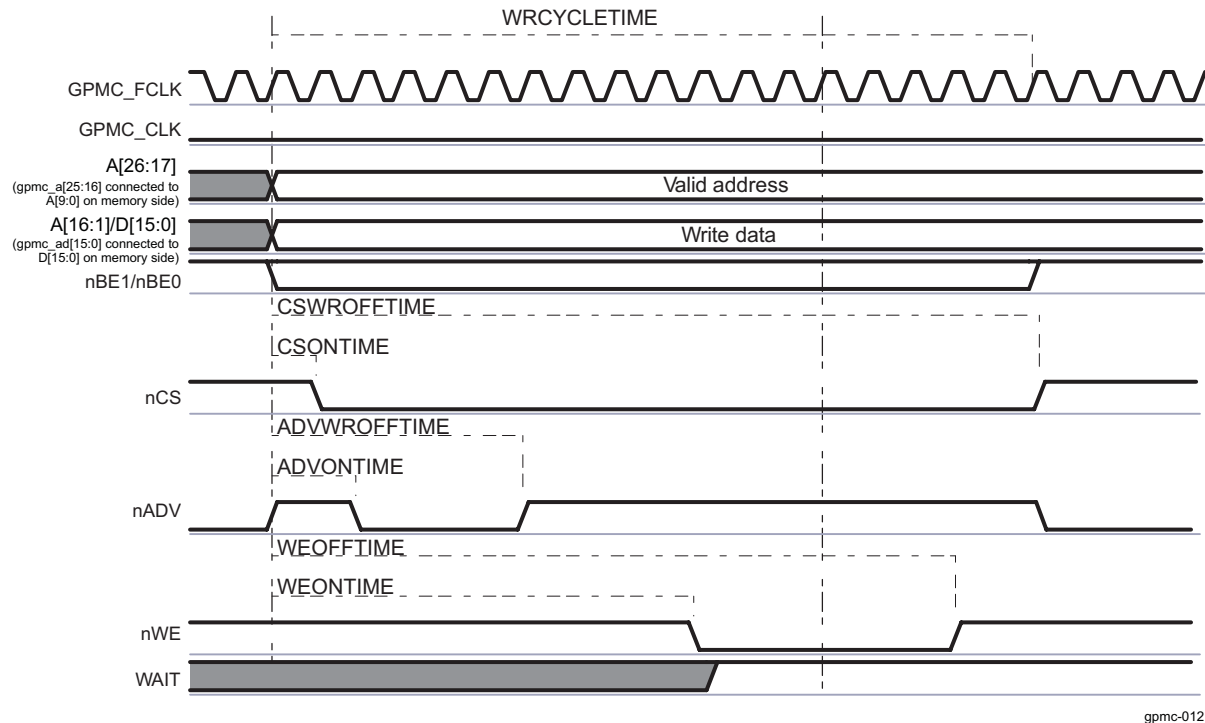 WRCYCLETIME
GPMC_FCLK
GPMC_CLK
A[26:17]
(gpmc_a[25:16] connected to
A[9:0] on memory side)
Valid address
A[16:1]/D[15:0]
(gpmc_ad[15:0] connected to
D[15:0] on memory side)
Write data
nBE1/nBE0
CSWROFFTIME
CSONTIME
nCS
ADVWROFFTIME
ADVONTIME
nADV
WEOFFTIME
WEONTIME
nWE
WAIT
gpmc-012